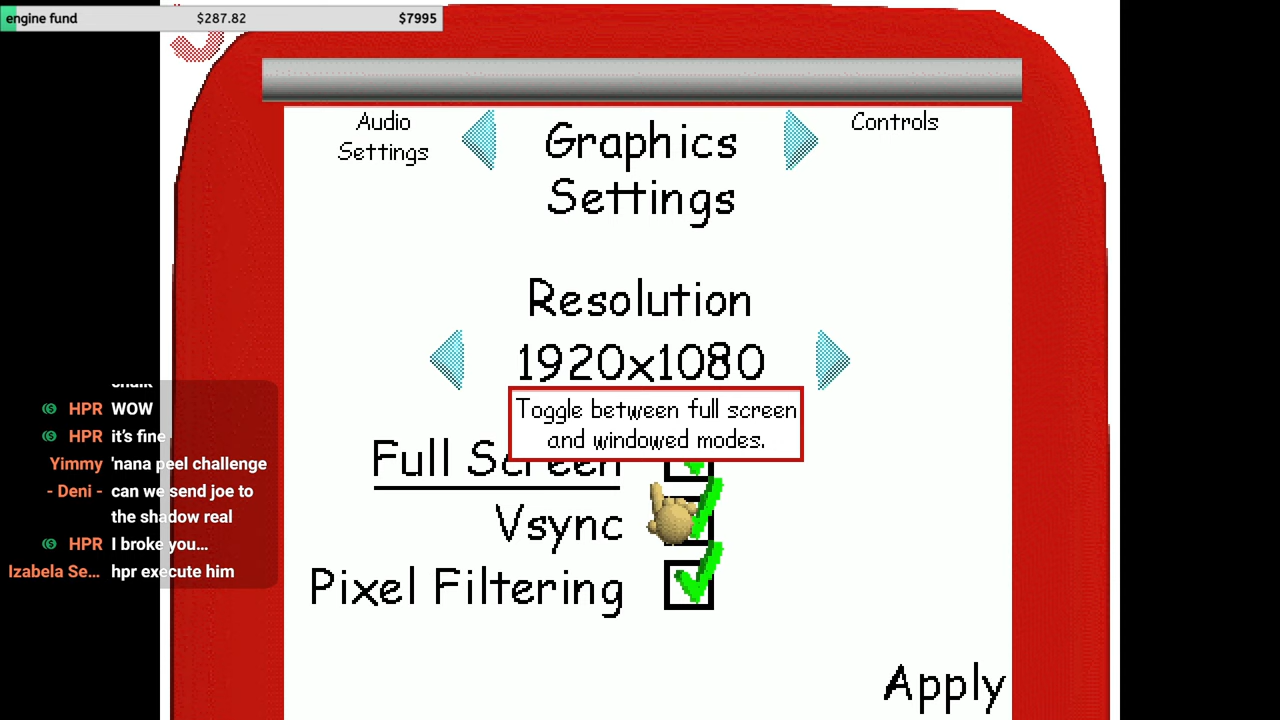 engine fund $287.82 $7995
Audio
Settings
Graphics
Settings
Controls
Resolution
1920x1080
Toggle between full screen
and windowed modes.
Full Screen
Vsync
Pixel Filtering
Apply
HPR WOW
HPR it's fine
Yimmy 'nana peel challenge
- Deni - can we send joe to
the shadow real
HPR I broke you...
Izabela Se... hpr execute him